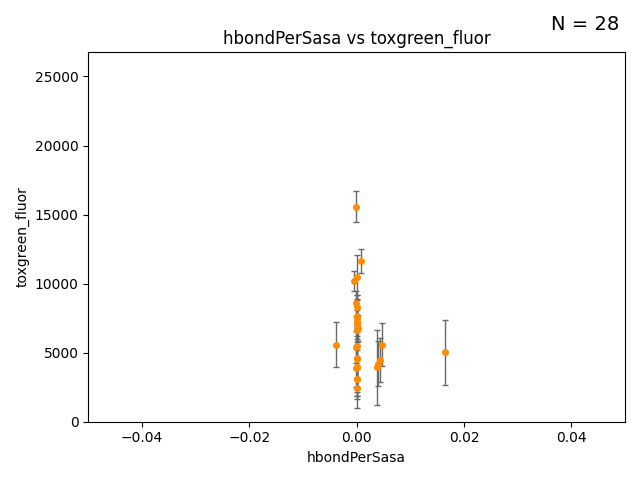 N = 28
hbondPerSasa vs toxgreen_fluor
25000
20000
15000
10000
5000
0
toxgreen_fluor
−0.04 −0.02 0.00 0.02 0.04
hbondPerSasa